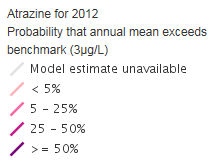 Atrazine for 2012
Probability that annual mean exceeds
benchmark (3µg/L)
Model estimate unavailable
< 5%
5 - 25%
25 - 50%
>= 50%